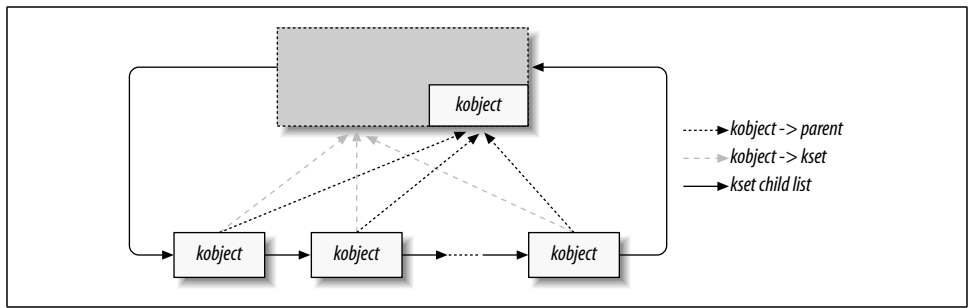 kobject
kobject -> parent
kobject -> kset
kset child list
kobject
kobject
kobject